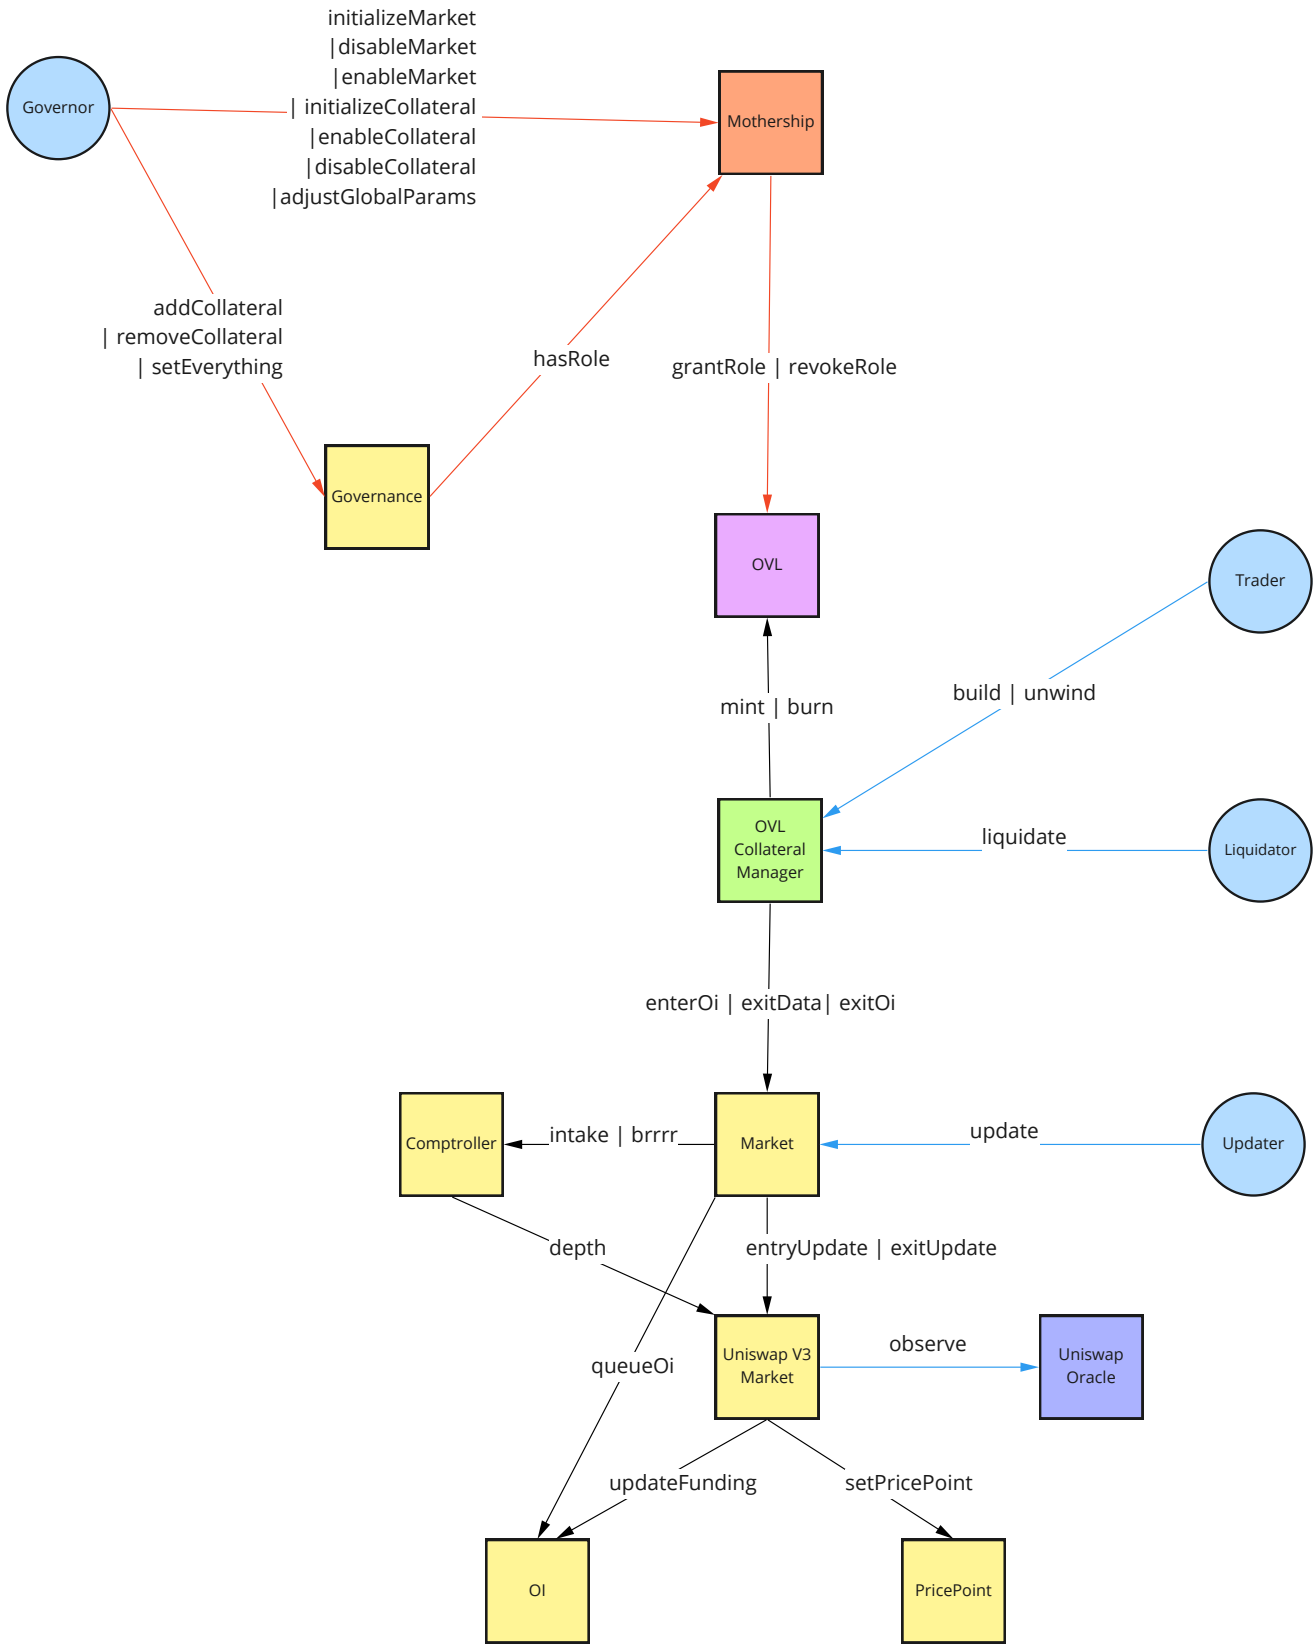 initializeMarket
|disableMarket
|enableMarket
| initializeCollateral
|enableCollateral
|disableCollateral
|adjustGlobalParams
Governor
Mothership
addCollateral
| removeCollateral
| setEverything
hasRole
grantRole | revokeRole
Governance
OVL
Trader
build | unwind
mint | burn
OVL
Collateral
Manager
liquidate
Liquidator
enterOi | exitData| exitOi
Comptroller
intake | brrrr
Market
update
Updater
depth
entryUpdate | exitUpdate
queueOi
Uniswap V3
Market
observe
Uniswap
Oracle
updateFunding
setPricePoint
OI
PricePoint